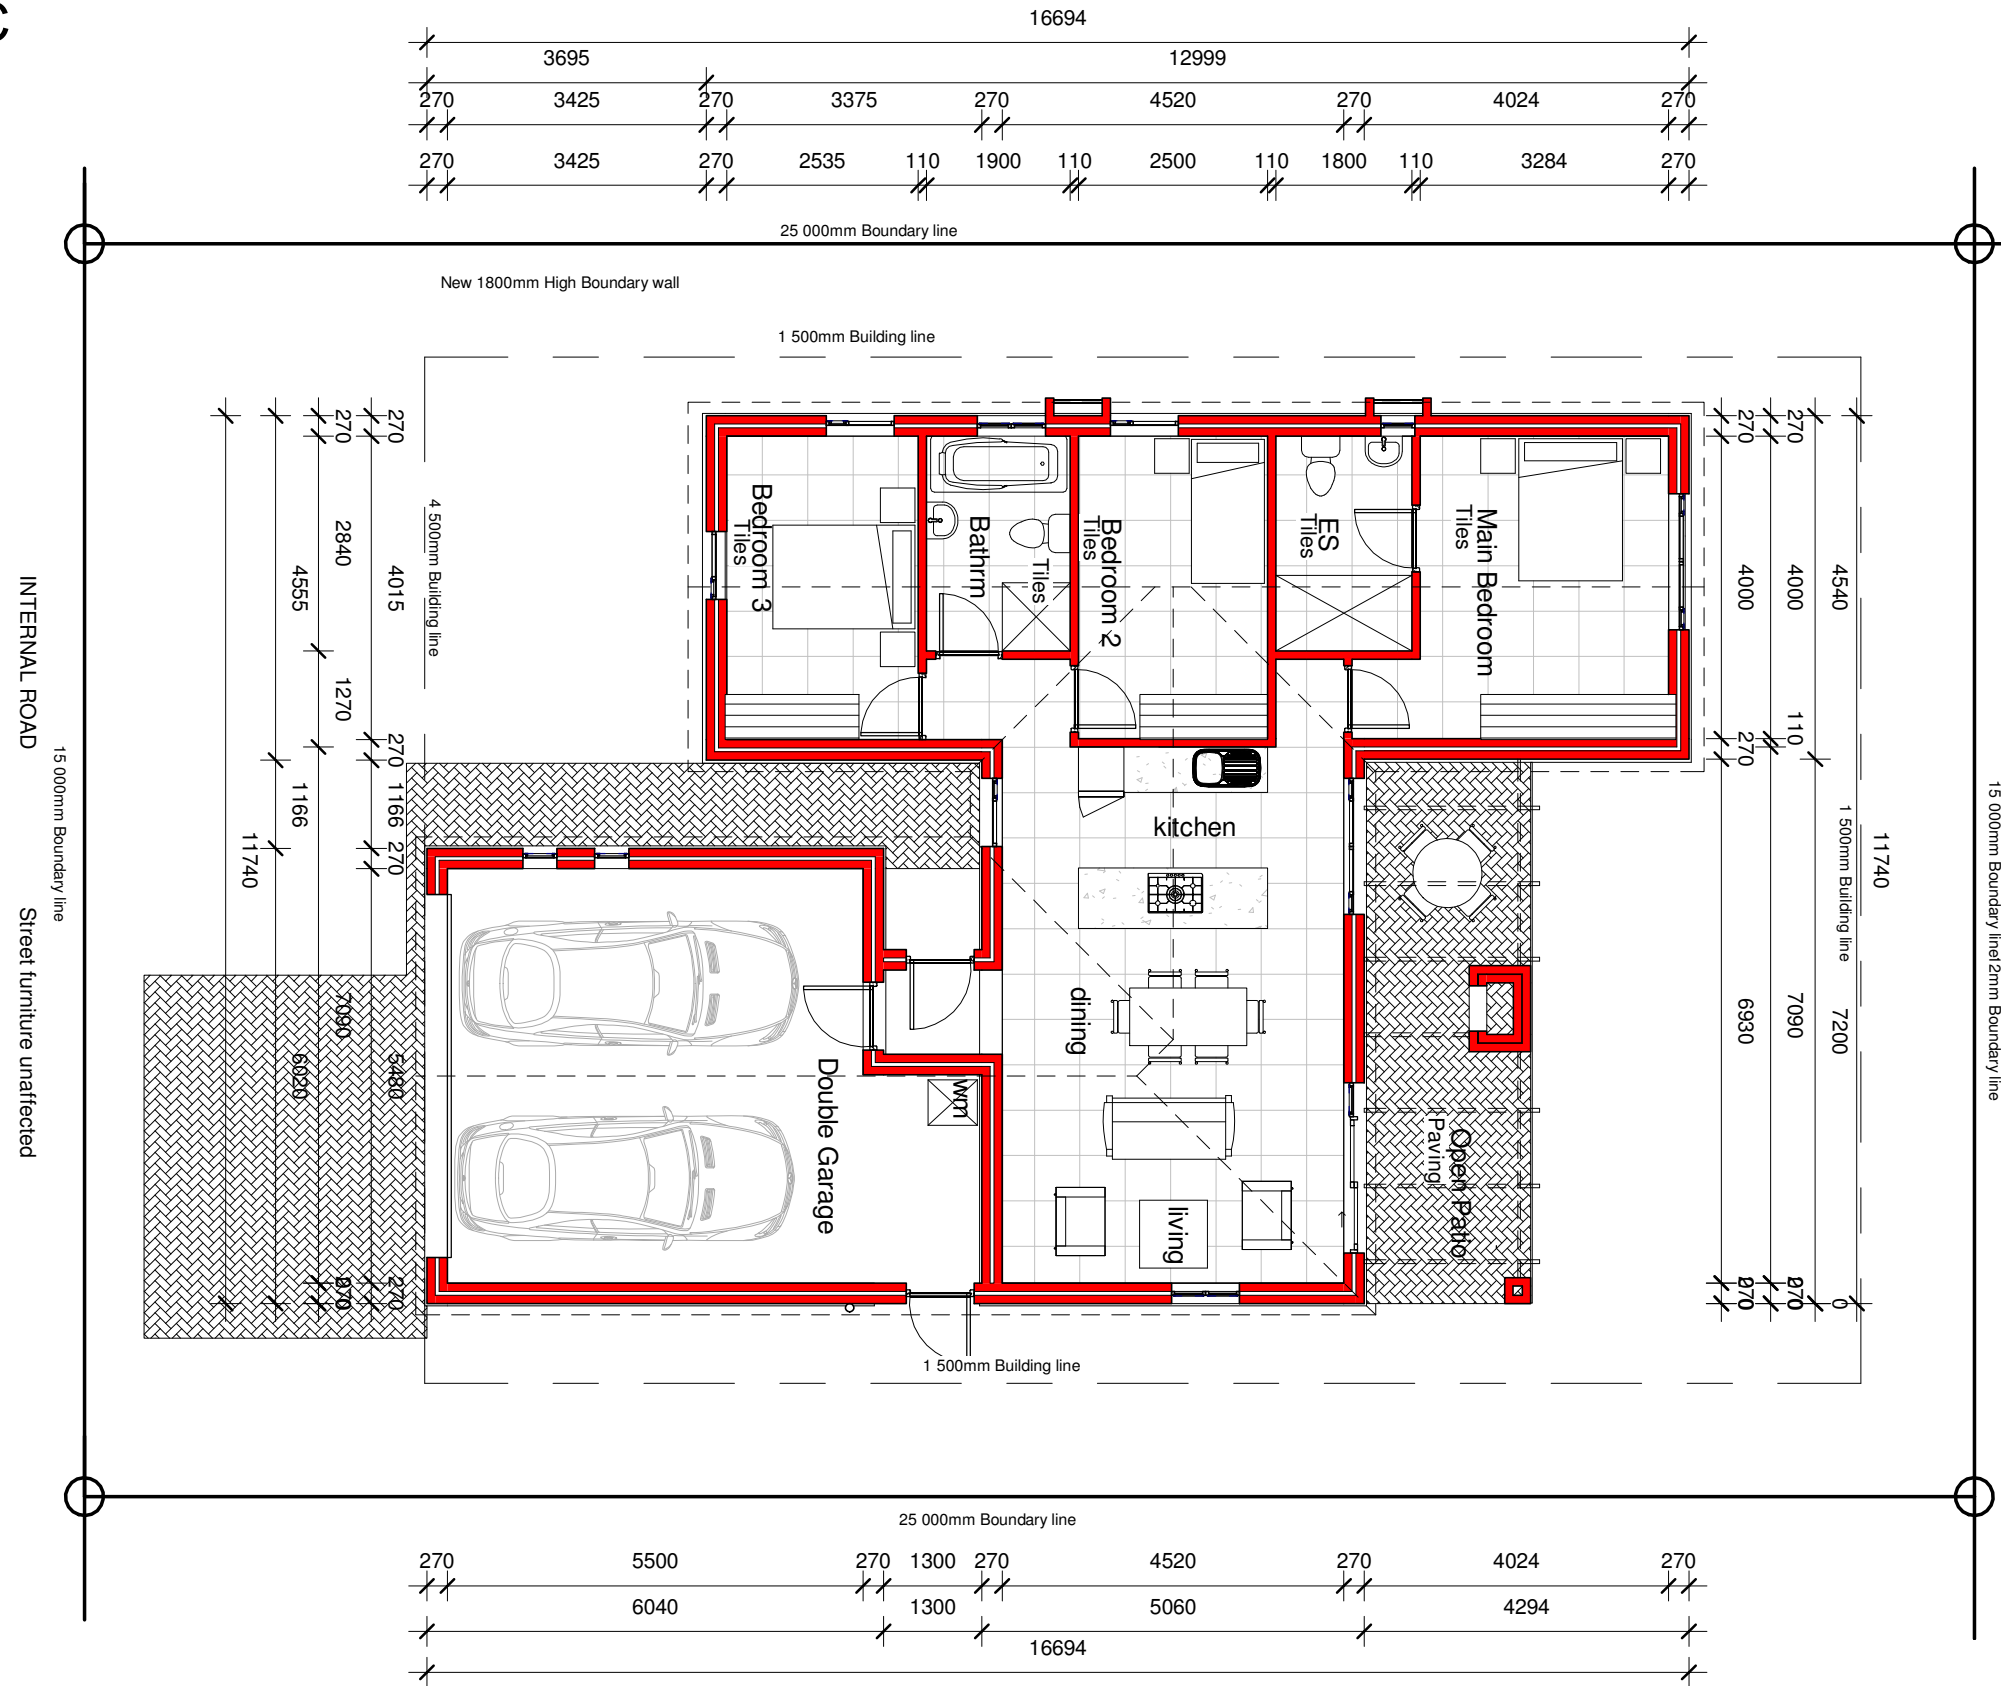 C
16694
3695 12999
270 3425 270 3375 270 4520 270 4024 270
270 3425 270 2535 110 1900 110 2500 110 1800 110 3284 270
25 000mm Boundary line
New 1800mm High Boundary wall
1 500mm Building line
4 500mm Building line
INTERNAL ROAD
Street furniture unaffected
15 000mm Boundary line
11740
4555
1166
6020
270
2840
1270
7090
270
270
4015
270
1166
270
5480
270
Bedroom 3
Tiles
Bathrm
Tiles
Bedroom 2
Tiles
ES
Tiles
Main Bedroom
Tiles
kitchen
dining
living
Double Garage
wm
Open Patio
Paving
270
4000
270
6930
270
270
4000
110
7090
270
4540
7200
0
11740
1 500mm Building line
15 000mm Boundary line12mm Boundary line
1 500mm Building line
25 000mm Boundary line
270 5500 270 1300 270 4520 270 4024 270
6040 1300 5060 4294
16694